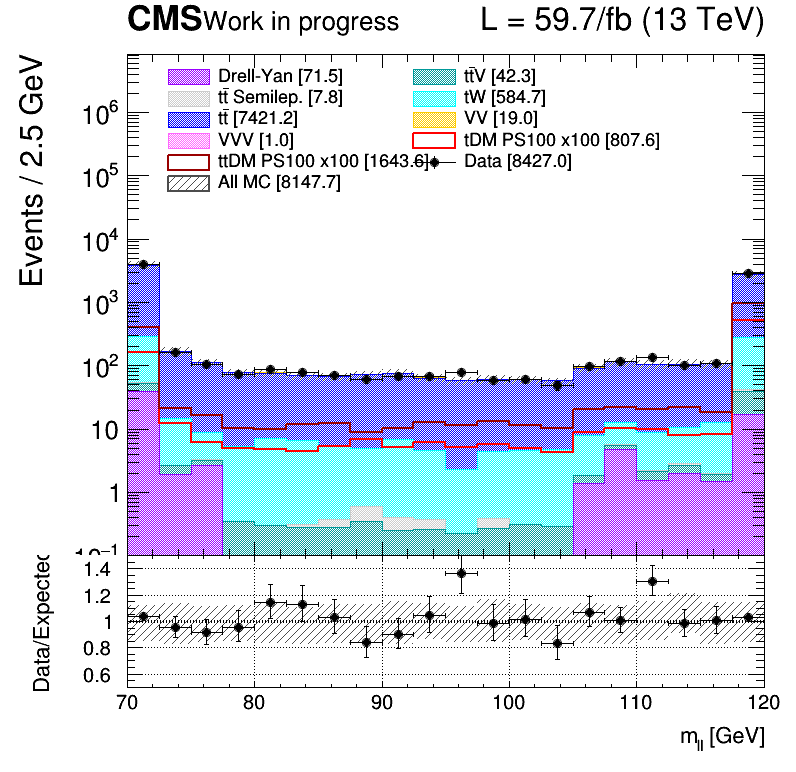 CMS Work in progress L = 59.7/fb (13 TeV)
Events / 2.5 GeV
Drell-Yan [71.5] tt̄V [42.3]
tt̄ Semilep. [7.8] tW [584.7]
tt̄ [7421.2] VV [19.0]
VVV [1.0] tDM PS100 x100 [807.6]
ttDM PS100 x100 [1643.6] Data [8427.0]
All MC [8147.7]
10⁶
10⁵
10⁴
10³
10²
10
1
10⁻¹
Data/Expected
1.4
1.2
1
0.8
0.6
70 80 90 100 110 120
m_ll [GeV]